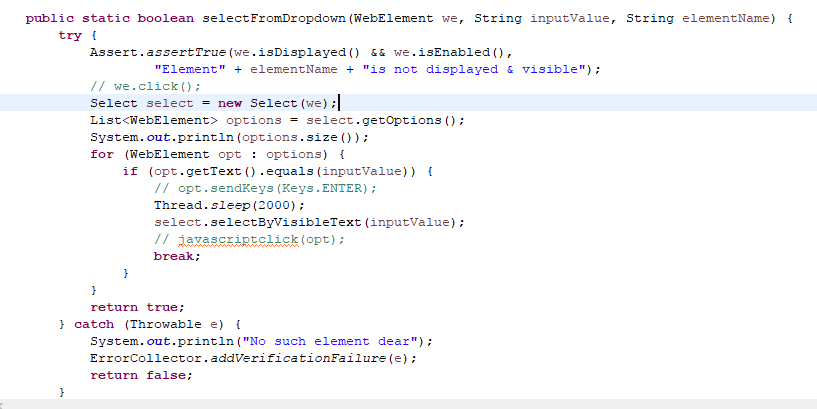 public static boolean selectFromDropdown(WebElement we, String inputValue, String elementName) {
try {
Assert.assertTrue(we.isDisplayed() && we.isEnabled(),
"Element" + elementName + "is not displayed & visible");
// we.click();
Select select = new Select(we);
List<WebElement> options = select.getOptions();
System.out.println(options.size());
for (WebElement opt : options) {
if (opt.getText().equals(inputValue)) {
// opt.sendKeys(Keys.ENTER);
Thread.sleep(2000);
select.selectByVisibleText(inputValue);
// javascriptclick(opt);
break;
}
}
return true;
} catch (Throwable e) {
System.out.println("No such element dear");
ErrorCollector.addVerificationFailure(e);
return false;
}